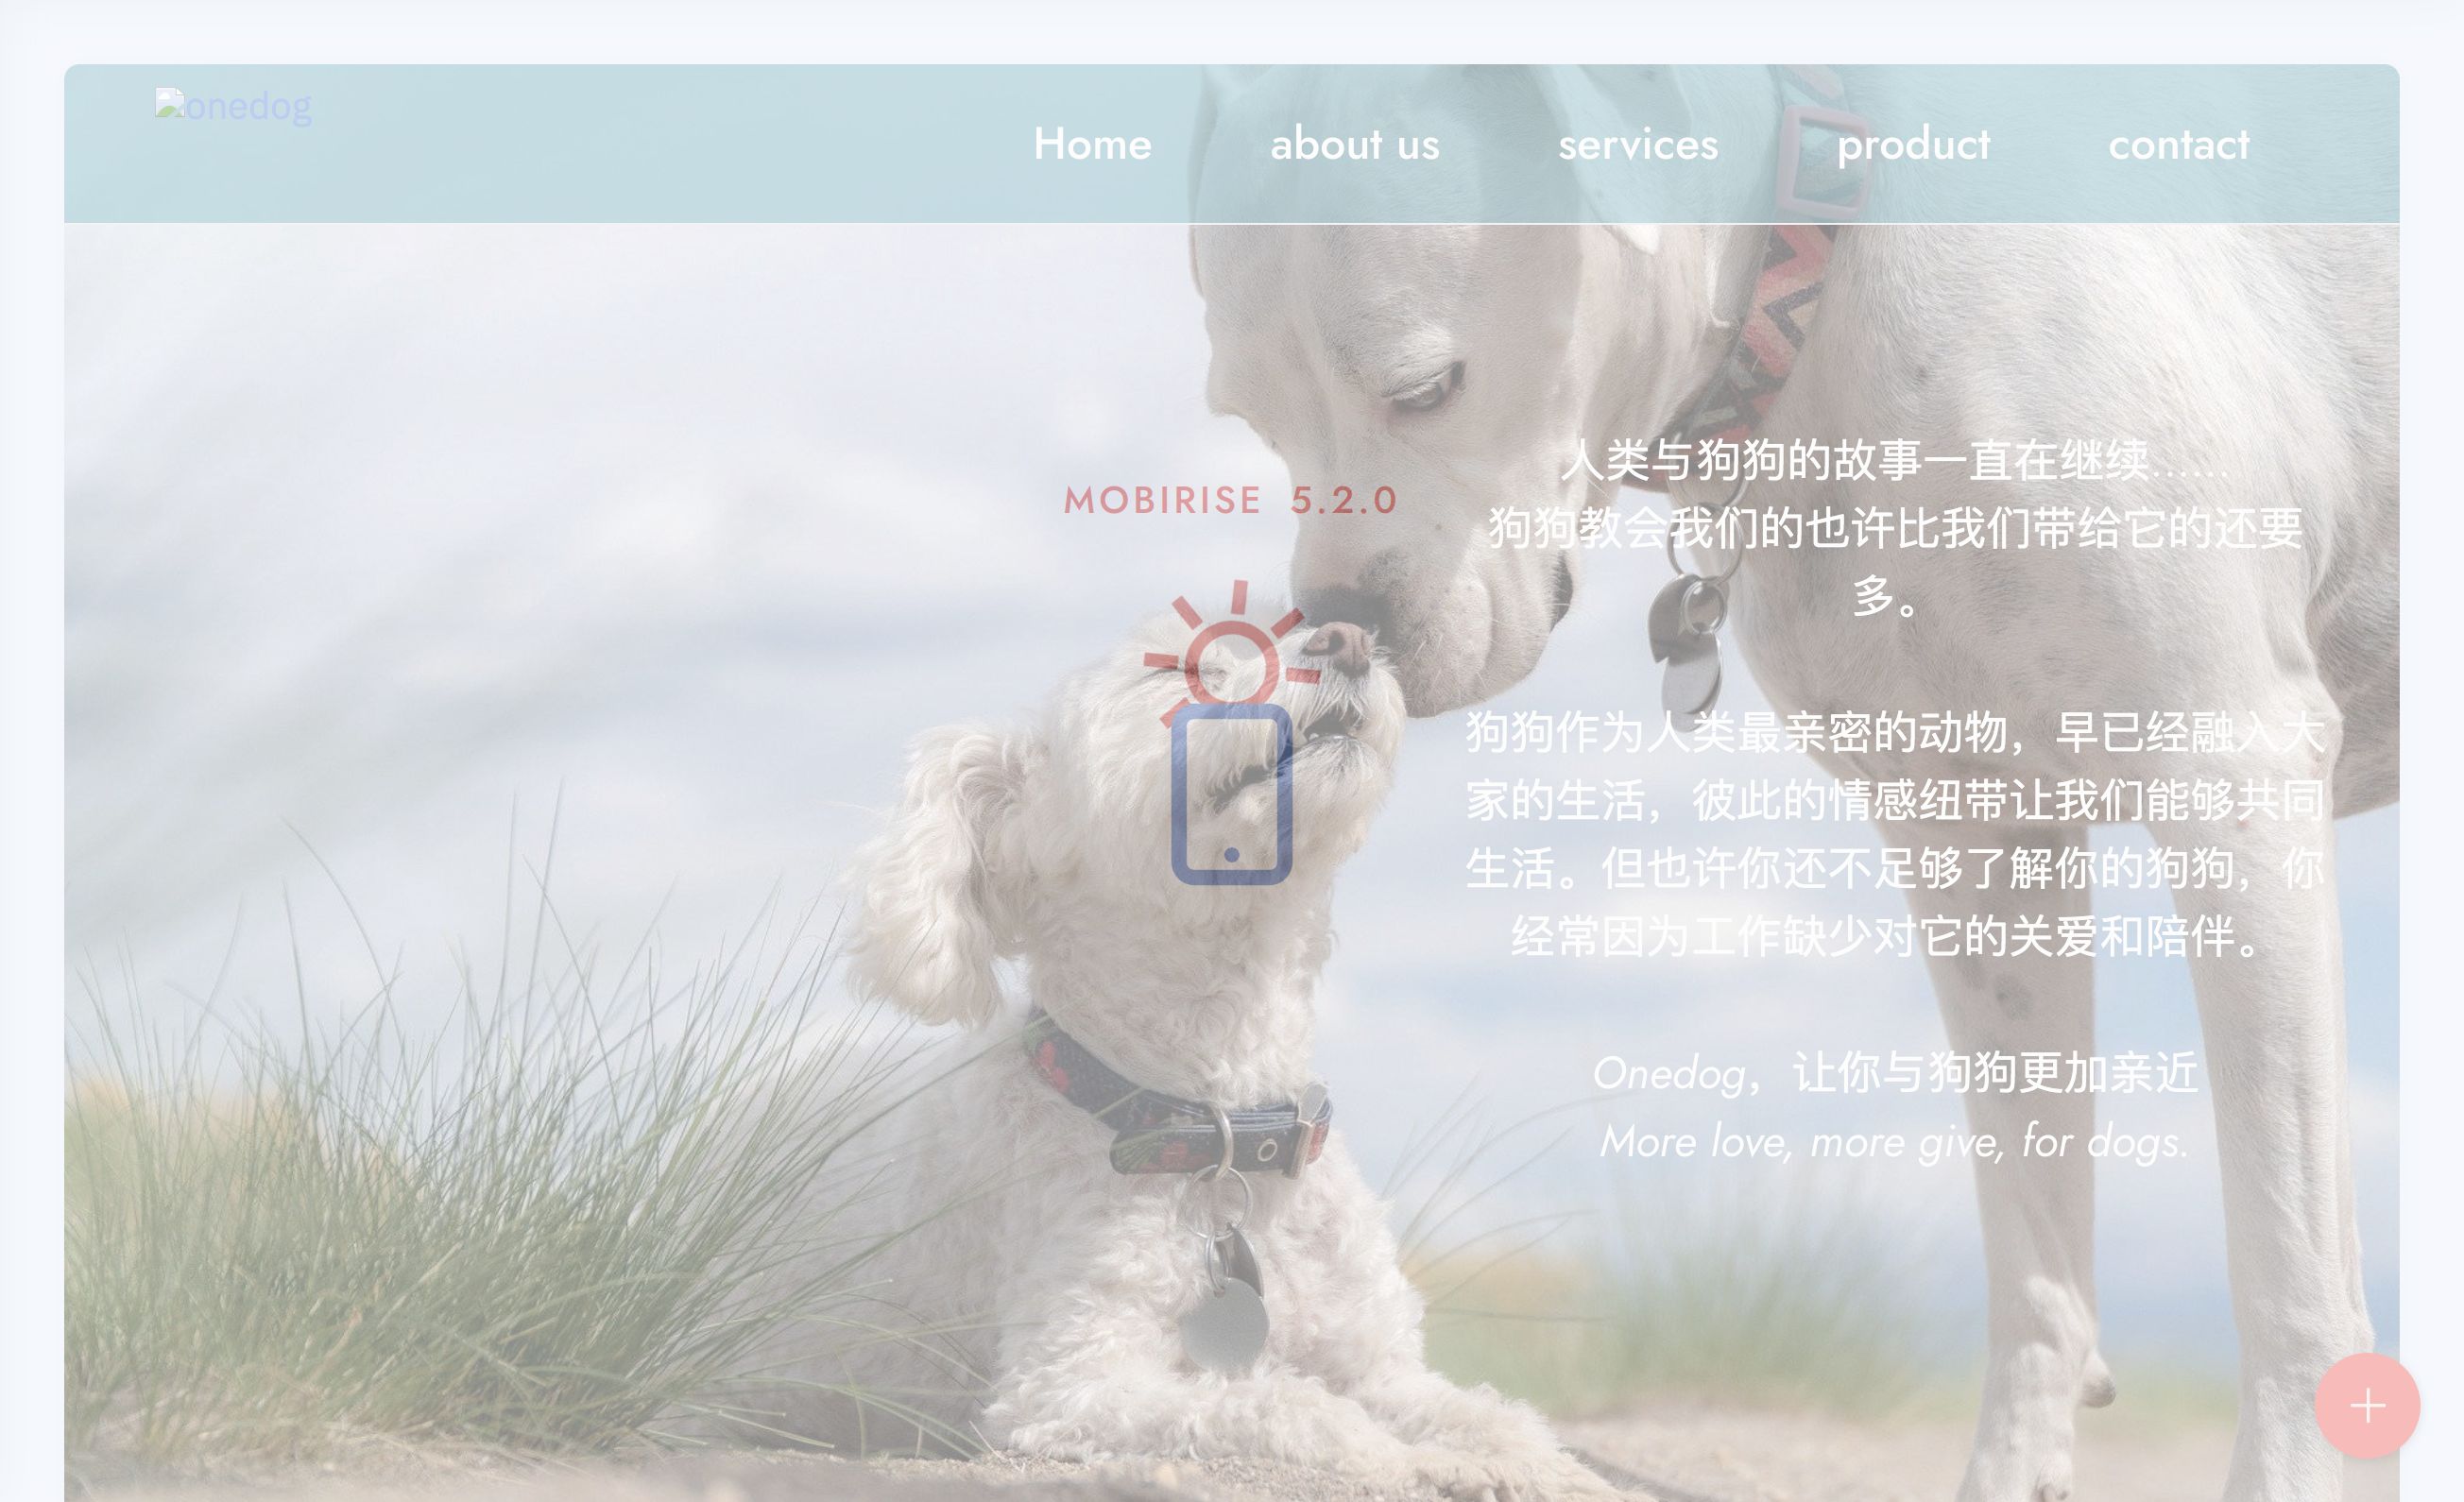 onedog
Home about us services product contact
人类与狗狗的故事一直在继续……
狗狗教会我们的也许比我们带给它的还要
多。
MOBIRISE 5.2.0
狗狗作为人类最亲密的动物，早已经融入大
家的生活，彼此的情感纽带让我们能够共同
生活。但也许你还不足够了解你的狗狗，你
经常因为工作缺少对它的关爱和陪伴。
Onedog，让你与狗狗更加亲近
More love, more give, for dogs.